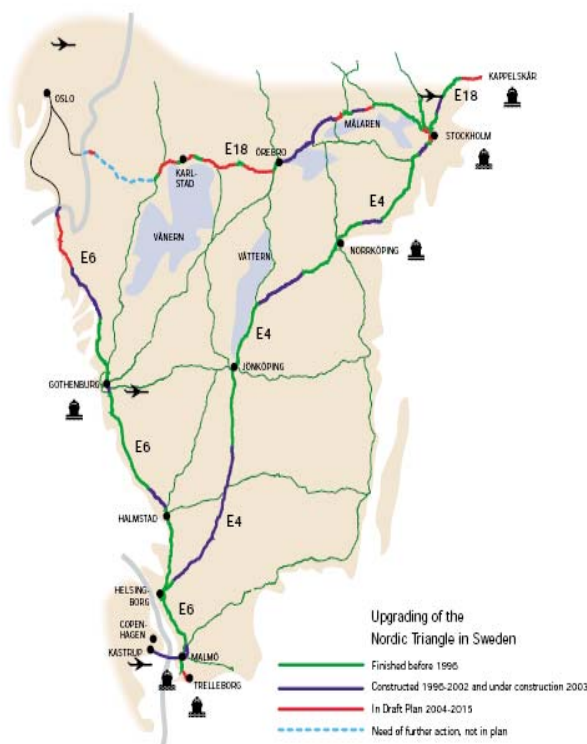 KAPPELSKÄR
E18
OSLO
MÄLAREN
STOCKHOLM
ÖREBRO
E18
KARL-
STAD
E4
VÄNERN
NORRKÖPING
E6
VÄTTERN
E4
JÖNKÖPING
GOTHENBURG
E6
E4
HALMSTAD
HELSING-
BORG
E6
COPEN-
HAGEN
KASTRUP
MALMÖ
TRELLEBORG
Upgrading of the
Nordic Triangle in Sweden
Finished before 1996
Constructed 1996-2002 and under construction 2003
In Draft Plan 2004-2015
Need of further action, not in plan